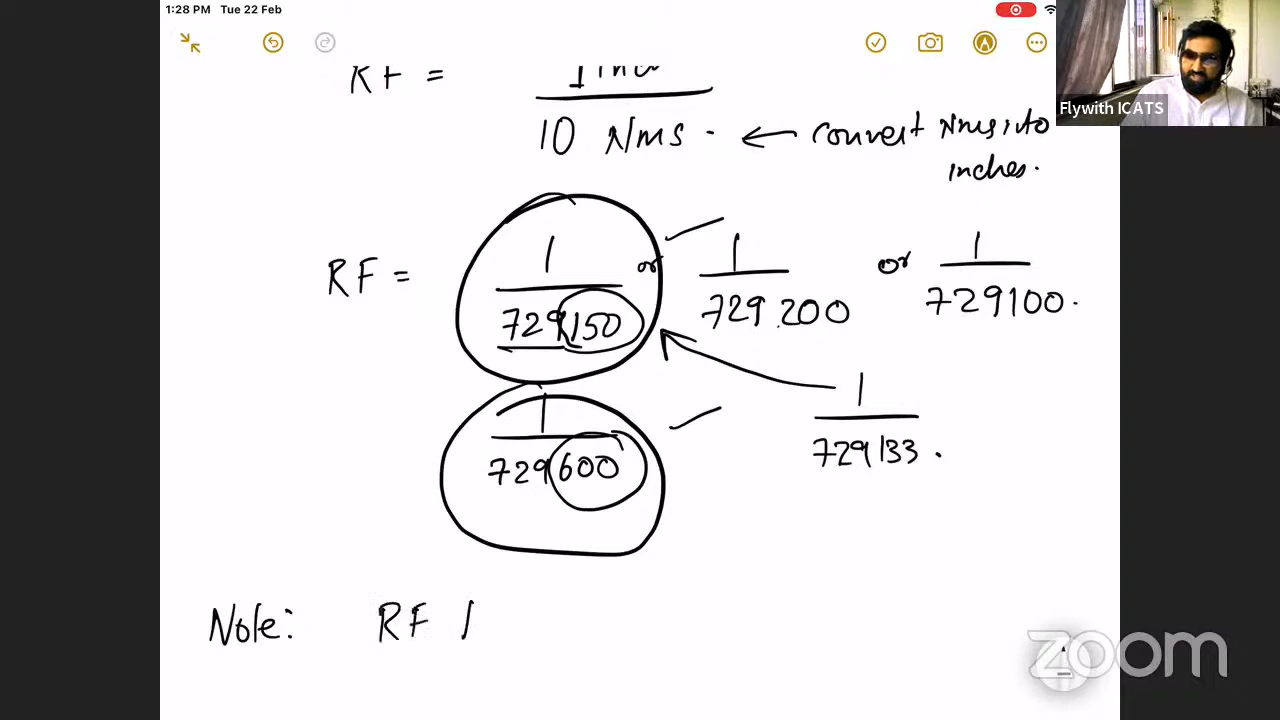 1:28 PM Tue 22 Feb
Flywith ICATS
RF =
10 Nms. ← convert Nms into
inches.
RF = 1/729150 or 1/729200 or 1/729100.
1/729600
1/729133.
Note: RF
zoom